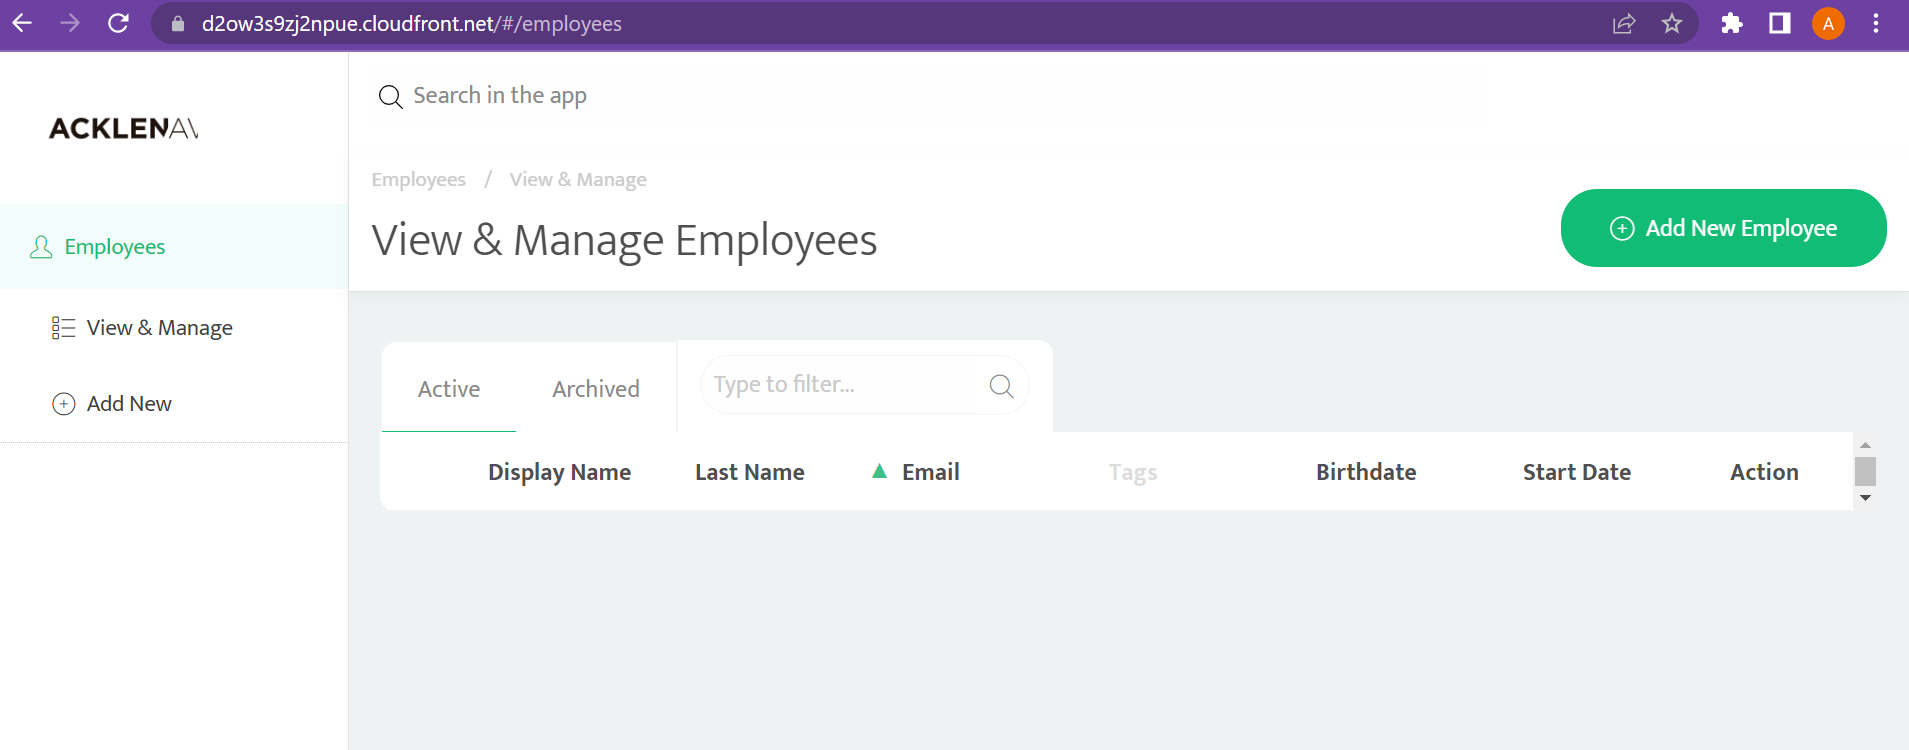 d2ow3s9zj2npue.cloudfront.net/#/employees
A
Search in the app
ACKLENAV
Employees / View & Manage
View & Manage Employees
Add New Employee
Employees
View & Manage
Add New
Active
Archived
Type to filter...
Display Name Last Name Email Tags Birthdate Start Date Action